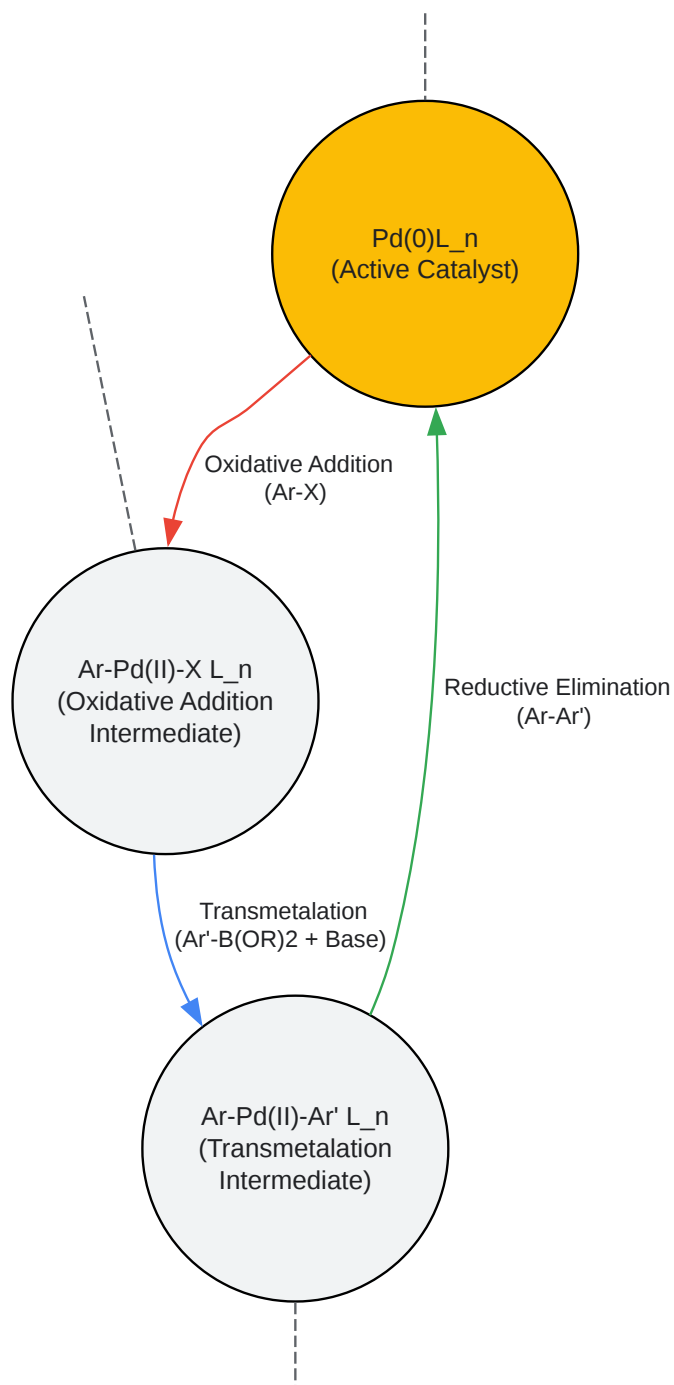 Pd(0)L_n
(Active Catalyst)
Oxidative Addition
(Ar-X)
Ar-Pd(II)-X L_n
(Oxidative Addition
Intermediate)
Reductive Elimination
(Ar-Ar')
Transmetalation
(Ar'-B(OR)2 + Base)
Ar-Pd(II)-Ar' L_n
(Transmetalation
Intermediate)